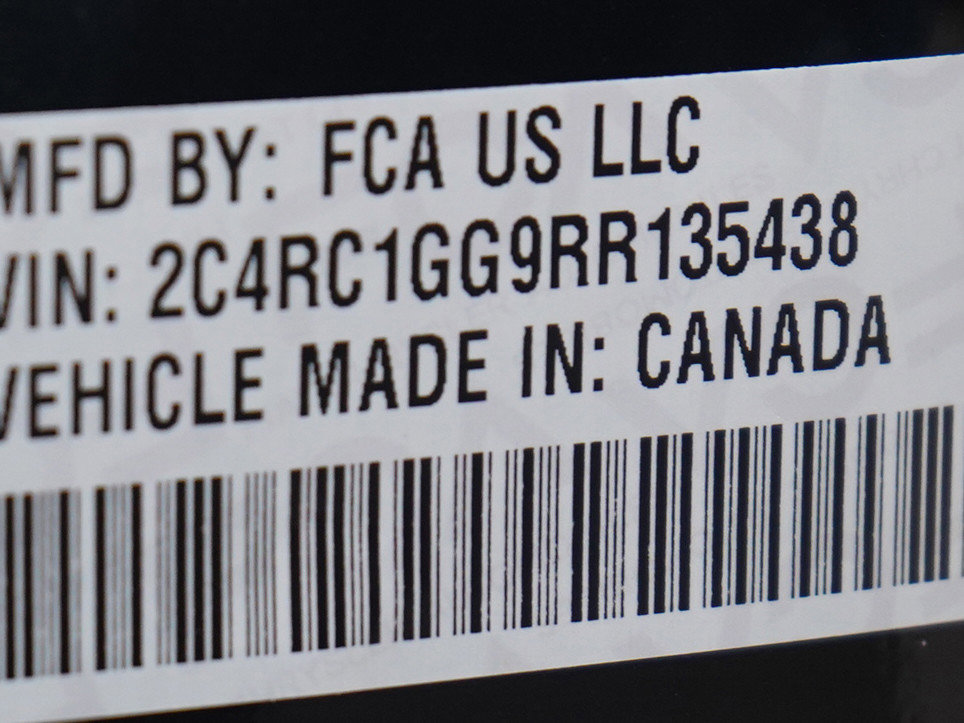 MFD BY: FCA US LLC
VIN: 2C4RC1GG9RR135438
VEHICLE MADE IN: CANADA